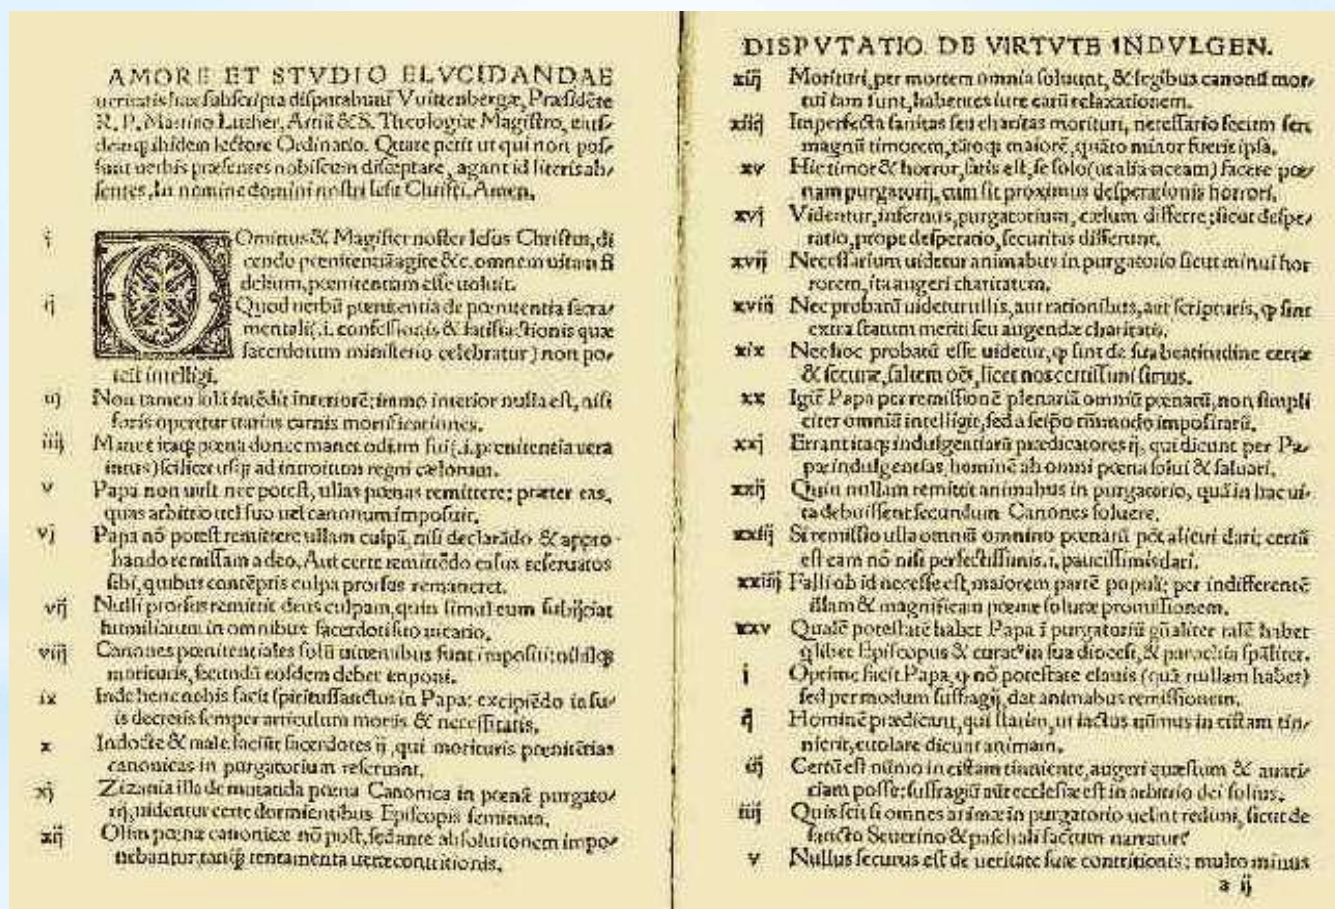 AMORE ET STVDIO ELVCIDANDAE
ueritatis hæc subscripta disputabunt̄ Vuittenbergæ, Præsidēte
R. P. Martino Luther, Artiū & S. Theologiæ Magistro, eius-
demq; ibidem lectore Ordinario. Quare petit ut qui non pos-
sunt uerbis præsentes nobiscum disceptare, agant id literis ab-
sentes. In nomine domini nostri Iesu Christi. Amen.
i Dominus & Magister noster Iesus Christus, di
cendo pœnitentiā agite &c. omnem uitam fi
delium, pœnitentiam esse uoluit.
ij Quod uerbū pœnitentia de pœnitentia sacra-
mentali(.i. confessionis & satisfactionis quæ
sacerdotum ministerio celebratur) non po-
test intelligi.
iij Non tamen solā intēdit interiorē: immo interior nulla est, nisi
foris operetur uarias carnis mortificationes.
iiij Manet itaq; pœna donec manet odium sui(.i. pœnitentia uera
intus) scilicet usq; ad introitum regni cælorum.
v Papa non uult nec potest, ullas pœnas remittere: præter eas,
quas arbitrio uel suo uel canonum imposuit.
vj Papa nō potest remittere ullam culpā, nisi declarādo & appro-
bando remissam a deo. Aut certe remittēdo casus reseruatos
sibi, quibus contēptis culpa prorsus remaneret.
vij Nulli prorsus remittit deus culpam, quin simul eum subijciat
humiliatum in omnibus sacerdoti suo uicario.
viij Canones pœnitentiales solū uiuentibus sunt impositi: nihilq;
morituris, secundū eosdem debet imponi.
ix Inde bene nobis facit spiritussanctus in Papa: excipiēdo in su-
is decretis semper articulum mortis & necessitatis.
x Indocte & male faciūt sacerdotes ij, qui morituris pœnitētias
canonicas in purgatorium reseruant.
xj Zizania illa de mutanda pœna Canonica in pœnā purgato-
rij, uidentur certe dormientibus Episcopis seminata.
xij Olim pœnæ canonicæ nō post, sed ante absolutionem impo-
nebantur, tanq̄ tentamenta ueræ contritionis.
DISPVTATIO. DE VIRTVTE INDVLGEN.
xiij Morituri, per mortem omnia soluunt, & legibus canonū mor-
tui iam sunt, habentes iure earū relaxationem.
xiiij Imperfecta sanitas seu charitas morituri, necessario secum fert
magnū timorem, tātoq; maiorē, quāto minor fuerit ipsa.
xv Hic timor & horror, satis est, se solo(ut alia taceam) facere pœ-
nam purgatorij, cum sit proximus desperationis horrori.
xvj Videntur, infernus, purgatorium, cælum differre: sicut despe-
ratio, prope desperatio, securitas differunt.
xvij Necessarium uidetur animabus in purgatorio sicut minui hor
rorem, ita augeri charitatem.
xviij Nec probatū uidetur ullis, aut rationibus, aut scripturis, ꝙ sint
extra statum meriti seu augendæ charitatis.
xix Nec hoc probatū esse uidetur, ꝙ sint de sua beatitudine certæ
& securæ, saltem oēs, licet nos certissimi simus.
xx Igit̄ Papa per remissionē plenariā omniū pœnarū, non simpli
citer omniū intelligit, sed a seipo tm̄modo impositarū.
xxj Errant itaq; indulgentiarū prædicatores ij, qui dicunt per Pa-
pæ indulgentias, hominē ab omni pœna solui & saluari.
xxij Quin nullam remittit animabus in purgatorio, quā in hac ui-
ta debuissent secundum Canones soluere.
xxiij Si remissio ulla omniū omnino pœnarū pōt alicui dari: certū
est eam nō nisi perfectissimis.i. paucissimis dari.
xxiiij Falli ob id necesse est, maiorem partē populi: per indifferentē
illam & magnificam pœnæ solutæ promissionem.
xxv Qualē potestatē habet Papa ī purgatoriū gn̄aliter talē habet
q̄libet Episcopus & curat9 in sua diocesi, & parochia spāliter.
i Optime facit Papa, ꝙ nō potestate clauis (quā nullam habet)
sed per modum suffragij, dat animabus remissionem.
ij Hominē prædicant, qui statim, ut iactus nūmus in cistam tin-
nierit, euolare dicunt animam.
iij Certū est nūmo in cistam tinniente, augeri quæstum & auari-
ciam posse: suffragiū aūt ecclesiæ est in arbitrio dei solius.
iiij Quis scit si omnes animæ in purgatorio uelint redimi, sicut de
sancto Seuerino & paschali factum narratur?
v Nullus securus est de ueritate suæ contritionis: multo minus
a ij